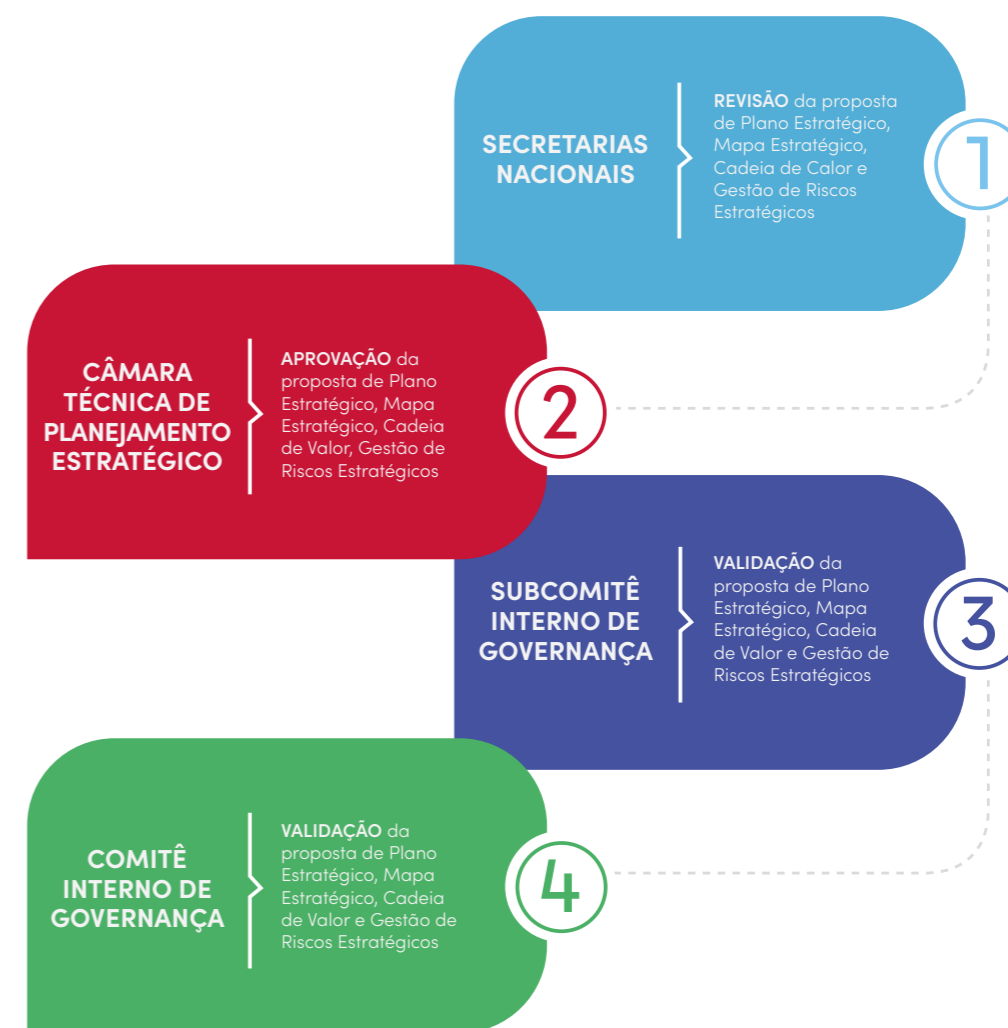 SECRETARIAS
NACIONAIS
REVISÃO da proposta
de Plano Estratégico,
Mapa Estratégico,
Cadeia de Calor e
Gestão de Riscos
Estratégicos
1
CÂMARA
TÉCNICA DE
PLANEJAMENTO
ESTRATÉGICO
APROVAÇÃO da
proposta de Plano
Estratégico, Mapa
Estratégico, Cadeia
de Valor, Gestão de
Riscos Estratégicos
2
SUBCOMITÊ
INTERNO DE
GOVERNANÇA
VALIDAÇÃO da
proposta de Plano
Estratégico, Mapa
Estratégico, Cadeia
de Valor e Gestão de
Riscos Estratégicos
3
COMITÊ
INTERNO DE
GOVERNANÇA
VALIDAÇÃO da
proposta de Plano
Estratégico, Mapa
Estratégico, Cadeia
de Valor e Gestão de
Riscos Estratégicos
4